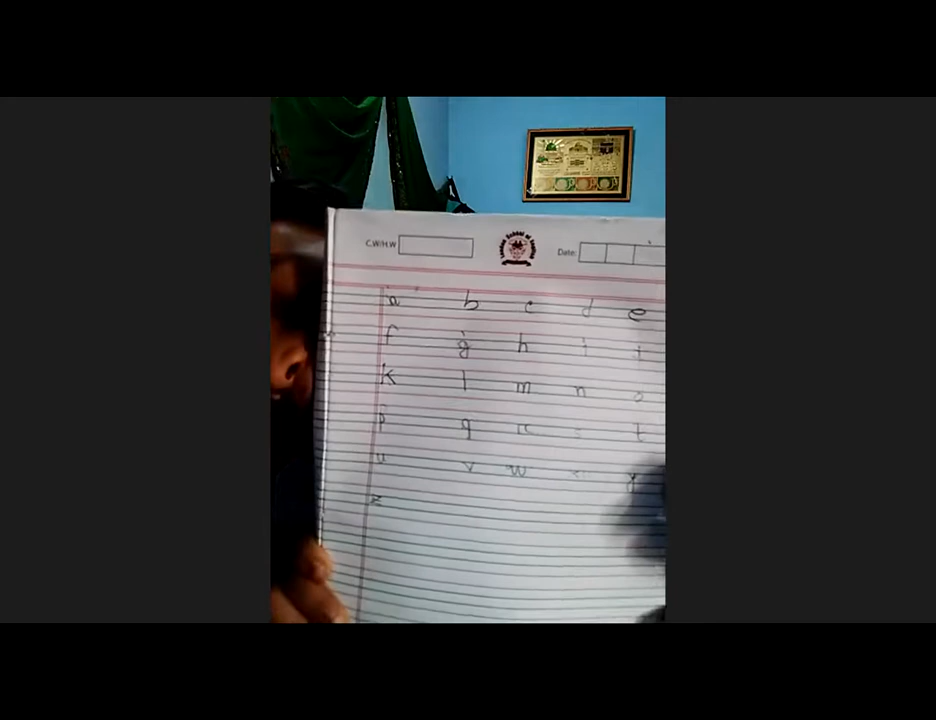 C.W/H.W
Date:
a b c d e
f g h i j
k l m n o
p q r s t
u v w x y
z